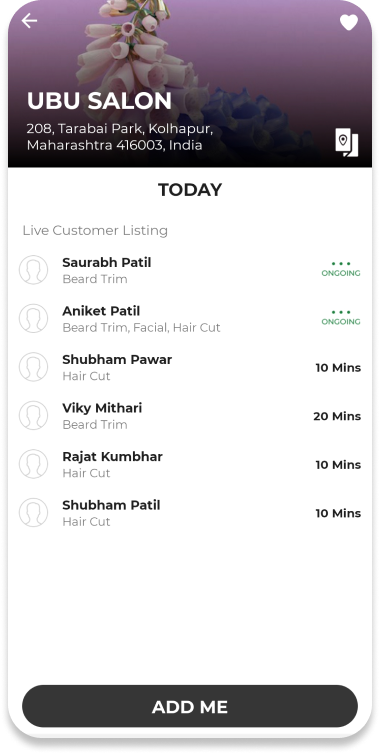 UBU SALON
208, Tarabai Park, Kolhapur,
Maharashtra 416003, India
TODAY
Live Customer Listing
Saurabh Patil
Beard Trim
ONGOING
Aniket Patil
Beard Trim, Facial, Hair Cut
ONGOING
Shubham Pawar
Hair Cut
10 Mins
Viky Mithari
Beard Trim
20 Mins
Rajat Kumbhar
Hair Cut
10 Mins
Shubham Patil
Hair Cut
10 Mins
ADD ME